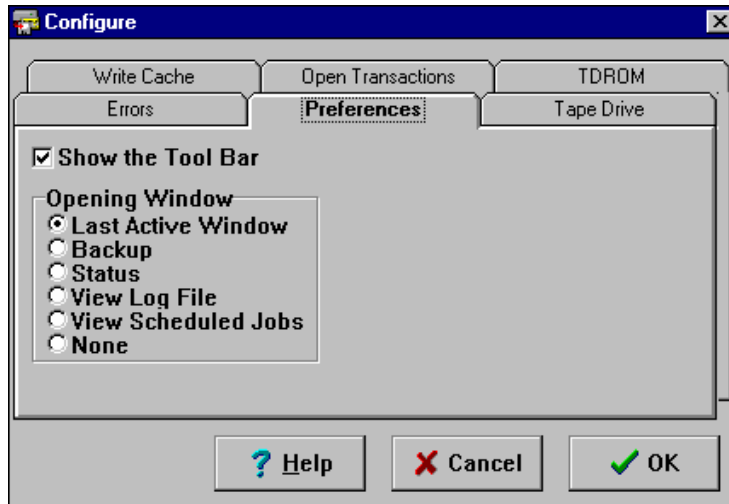 Configure
Write Cache
Open Transactions
TDROM
Errors
Preferences
Tape Drive
Show the Tool Bar
Opening Window
Last Active Window
Backup
Status
View Log File
View Scheduled Jobs
None
Help
Cancel
OK